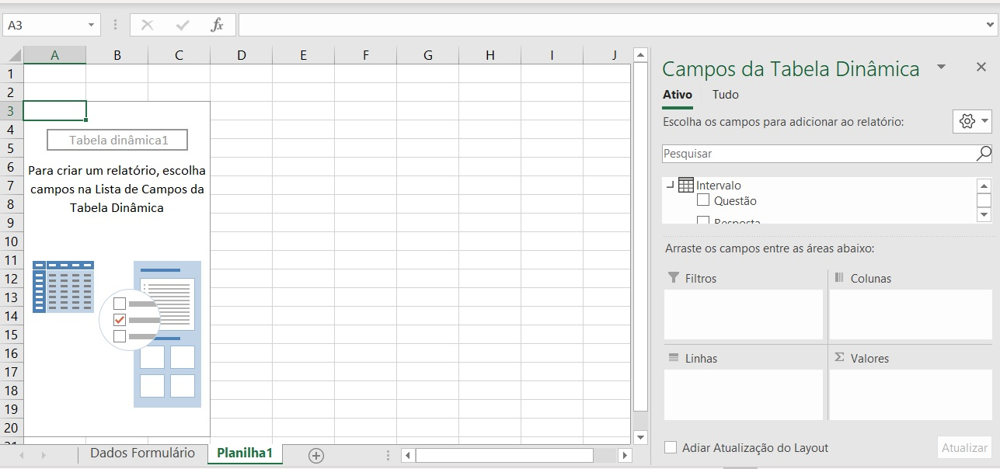 A3
fx
A B C D E F G H I J
1
2
3
4
5
6
7
8
9
10
11
12
13
14
15
16
17
18
19
20
Tabela dinâmica1
Para criar um relatório, escolha
campos na Lista de Campos da
Tabela Dinâmica
Dados Formulário Planilha1
Campos da Tabela Dinâmica
Ativo Tudo
Escolha os campos para adicionar ao relatório:
Pesquisar
Intervalo
Questão
Resposta
Arraste os campos entre as áreas abaixo:
Filtros Colunas
Linhas Σ Valores
Adiar Atualização do Layout Atualizar